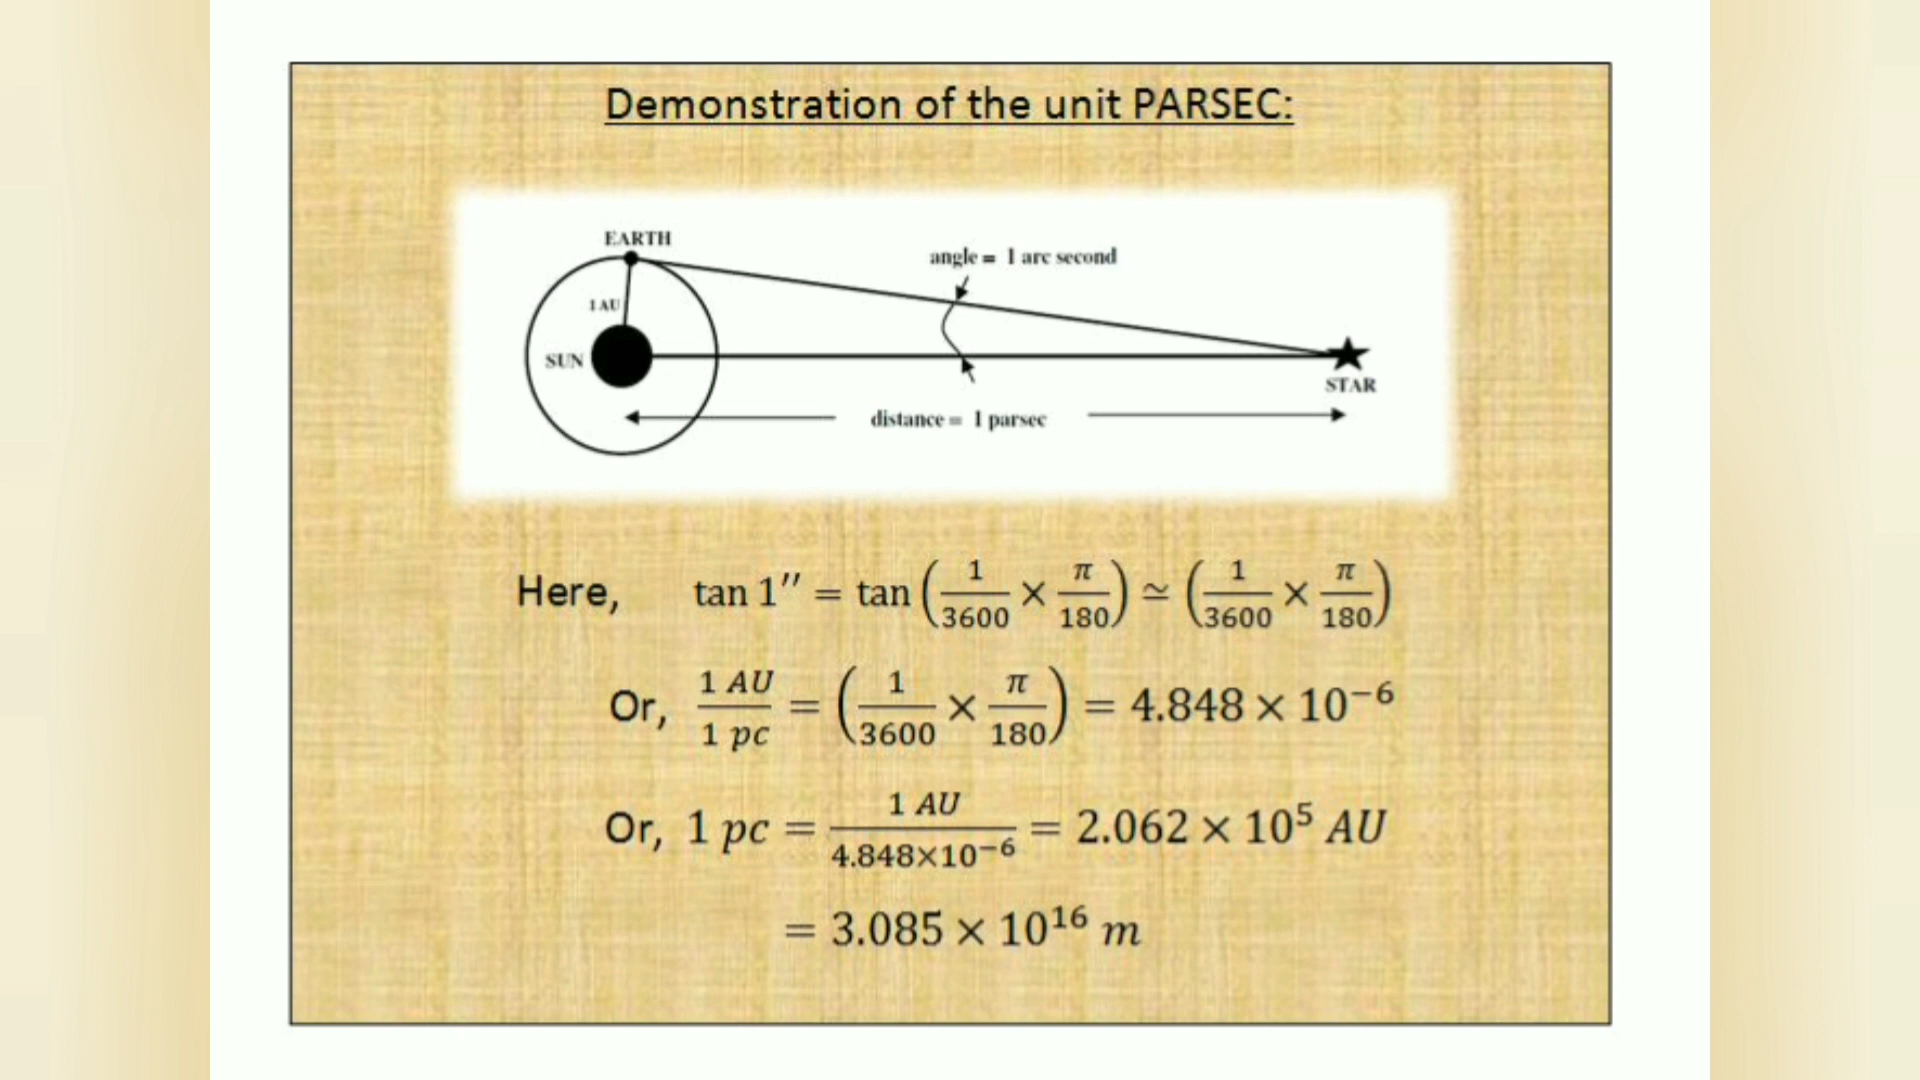 Demonstration of the unit PARSEC:
EARTH
angle = 1 arc second
1 AU
SUN
STAR
distance = 1 parsec
Here, tan 1″ = tan (1/3600 × π/180) ≃ (1/3600 × π/180)
Or, 1 AU/1 pc = (1/3600 × π/180) = 4.848 × 10⁻⁶
Or, 1 pc = 1 AU/4.848×10⁻⁶ = 2.062 × 10⁵ AU
= 3.085 × 10¹⁶ m